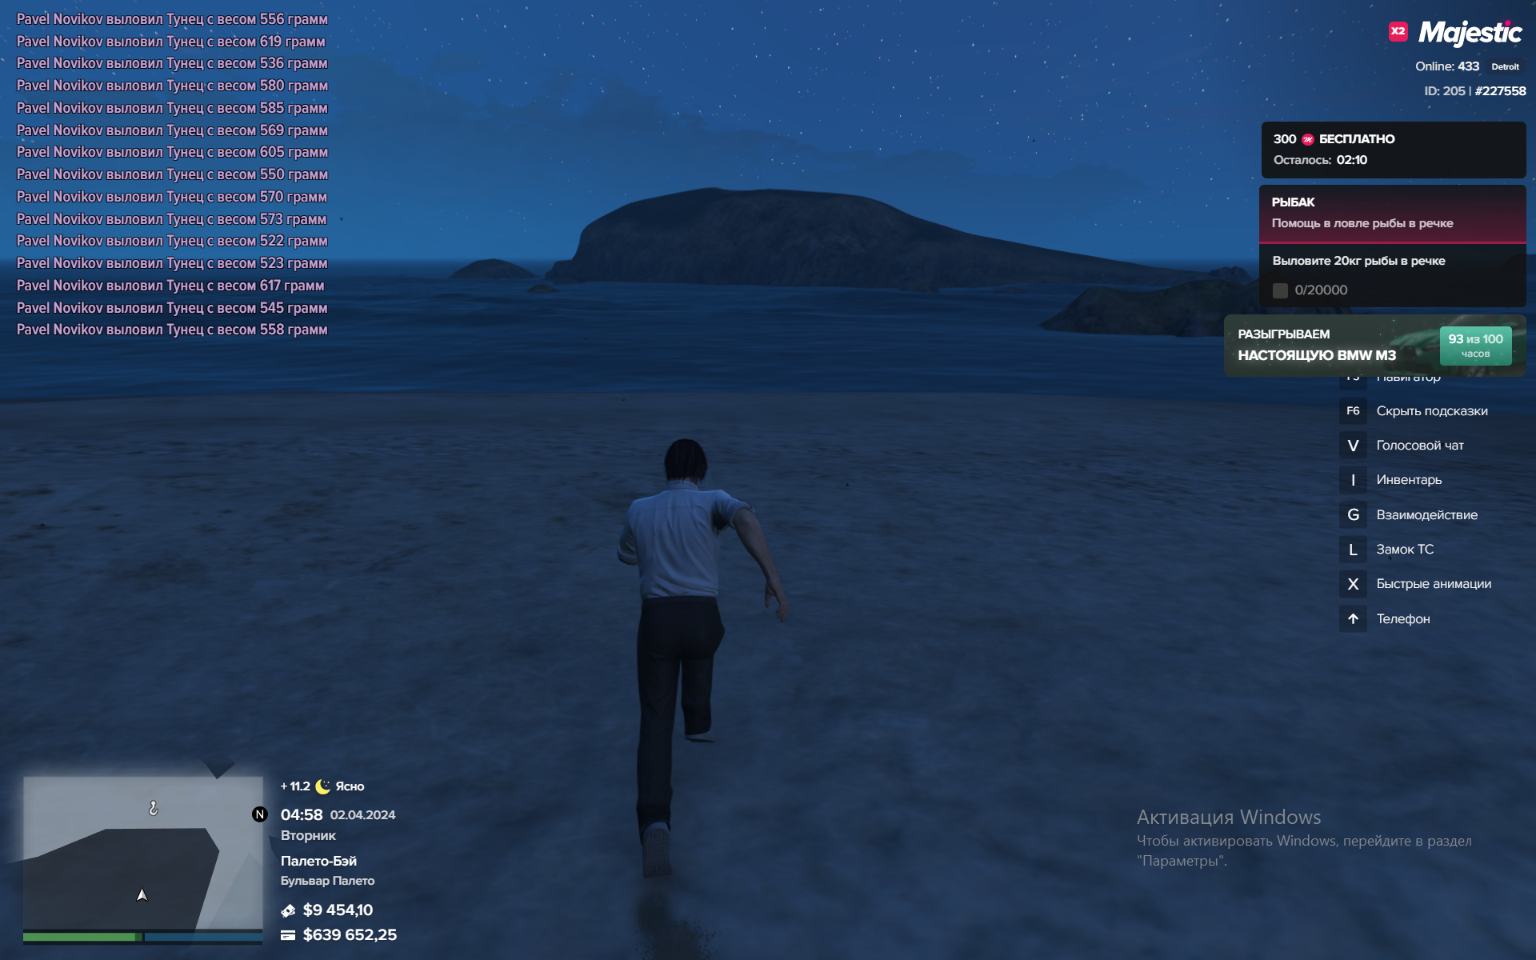 Pavel Novikov выловил Тунец с весом 556 грамм
Pavel Novikov выловил Тунец с весом 619 грамм
Pavel Novikov выловил Тунец с весом 536 грамм
Pavel Novikov выловил Тунец с весом 580 грамм
Pavel Novikov выловил Тунец с весом 585 грамм
Pavel Novikov выловил Тунец с весом 569 грамм
Pavel Novikov выловил Тунец с весом 605 грамм
Pavel Novikov выловил Тунец с весом 550 грамм
Pavel Novikov выловил Тунец с весом 570 грамм
Pavel Novikov выловил Тунец с весом 573 грамм
Pavel Novikov выловил Тунец с весом 522 грамм
Pavel Novikov выловил Тунец с весом 523 грамм
Pavel Novikov выловил Тунец с весом 617 грамм
Pavel Novikov выловил Тунец с весом 545 грамм
Pavel Novikov выловил Тунец с весом 558 грамм
X2 Majestic
Online: 433 Detroit
ID: 205 | #227558
300 БЕСПЛАТНО
Осталось: 02:10
РЫБАК
Помощь в ловле рыбы в речке
Выловите 20кг рыбы в речке
0/20000
РАЗЫГРЫВАЕМ
НАСТОЯЩУЮ BMW M3
93 из 100
часов
Навигатор
F6 Скрыть подсказки
V Голосовой чат
I Инвентарь
G Взаимодействие
L Замок ТС
X Быстрые анимации
Телефон
Активация Windows
Чтобы активировать Windows, перейдите в раздел
"Параметры".
N
+ 11.2 Ясно
04:58 02.04.2024
Вторник
Палето-Бэй
Бульвар Палето
$9 454,10
$639 652,25